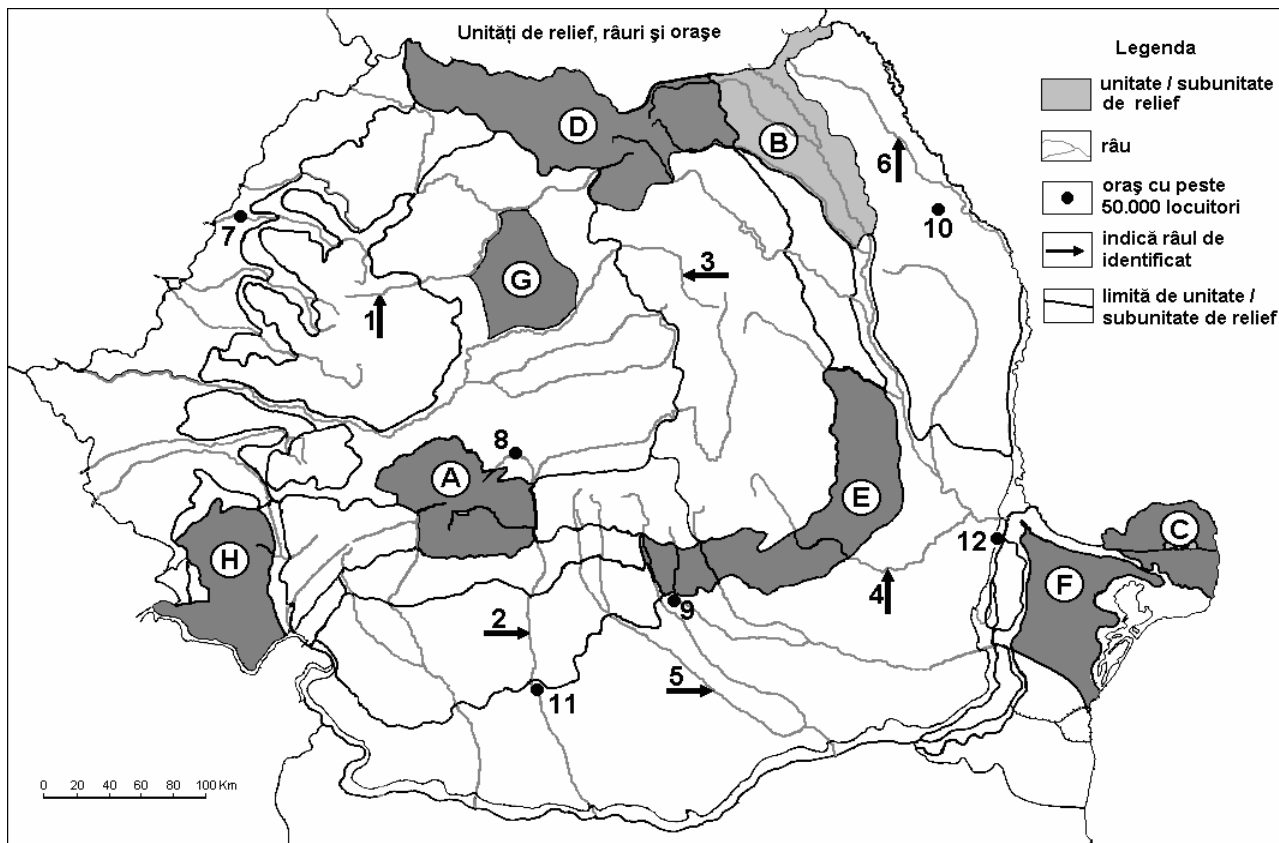 Unități de relief, râuri și orașe
Legenda
unitate / subunitate
de relief
râu
oraş cu peste
50.000 locuitori
indică râul de
identificat
limită de unitate /
subunitate de relief
D
B
6
10
7
G
3
1
8
A
E
C
12
F
H
4
9
2
5
11
0 20 40 60 80 100 Km